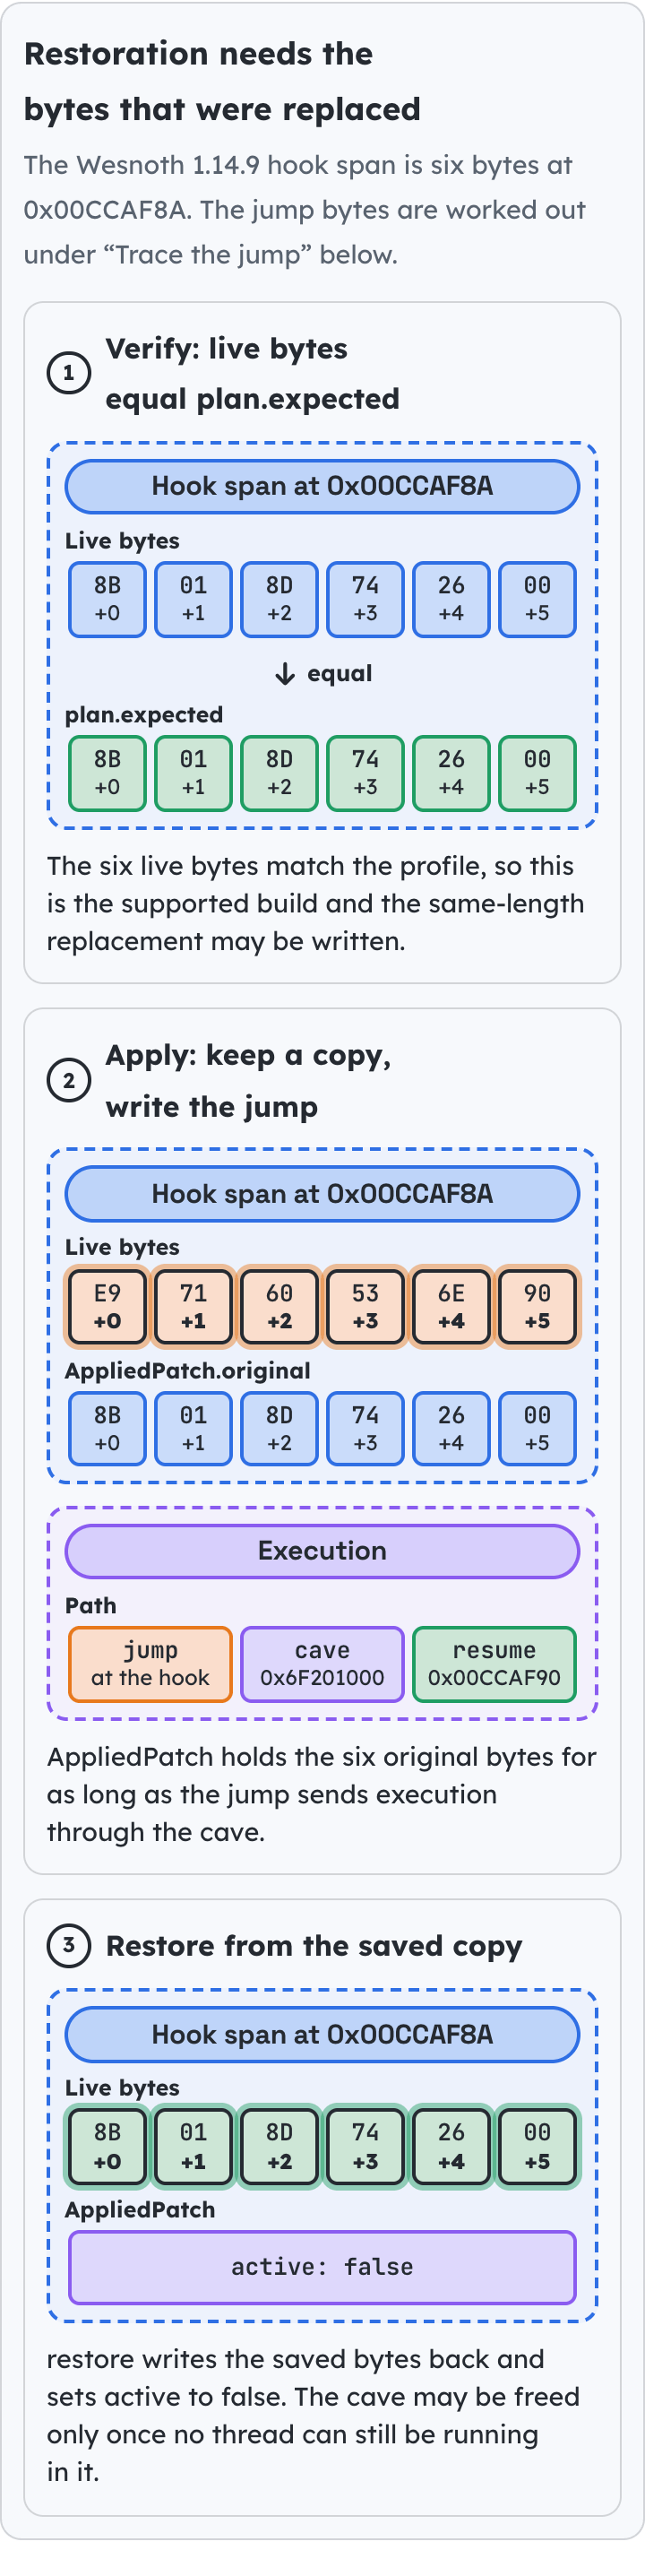 Restoration needs the
bytes that were replaced
The Wesnoth 1.14.9 hook span is six bytes at
0x00CCAF8A. The jump bytes are worked out
under “Trace the jump” below.
1
Verify: live bytes
equal plan.expected
Hook span at 0x00CCAF8A
Live bytes
8B 01 8D 74 26 00
+0 +1 +2 +3 +4 +5
↓ equal
plan.expected
8B 01 8D 74 26 00
+0 +1 +2 +3 +4 +5
The six live bytes match the profile, so this
is the supported build and the same-length
replacement may be written.
2
Apply: keep a copy,
write the jump
Hook span at 0x00CCAF8A
Live bytes
E9 71 60 53 6E 90
+0 +1 +2 +3 +4 +5
AppliedPatch.original
8B 01 8D 74 26 00
+0 +1 +2 +3 +4 +5
Execution
Path
jump cave resume
at the hook 0x6F201000 0x00CCAF90
AppliedPatch holds the six original bytes for
as long as the jump sends execution
through the cave.
3 Restore from the saved copy
Hook span at 0x00CCAF8A
Live bytes
8B 01 8D 74 26 00
+0 +1 +2 +3 +4 +5
AppliedPatch
active: false
restore writes the saved bytes back and
sets active to false. The cave may be freed
only once no thread can still be running
in it.